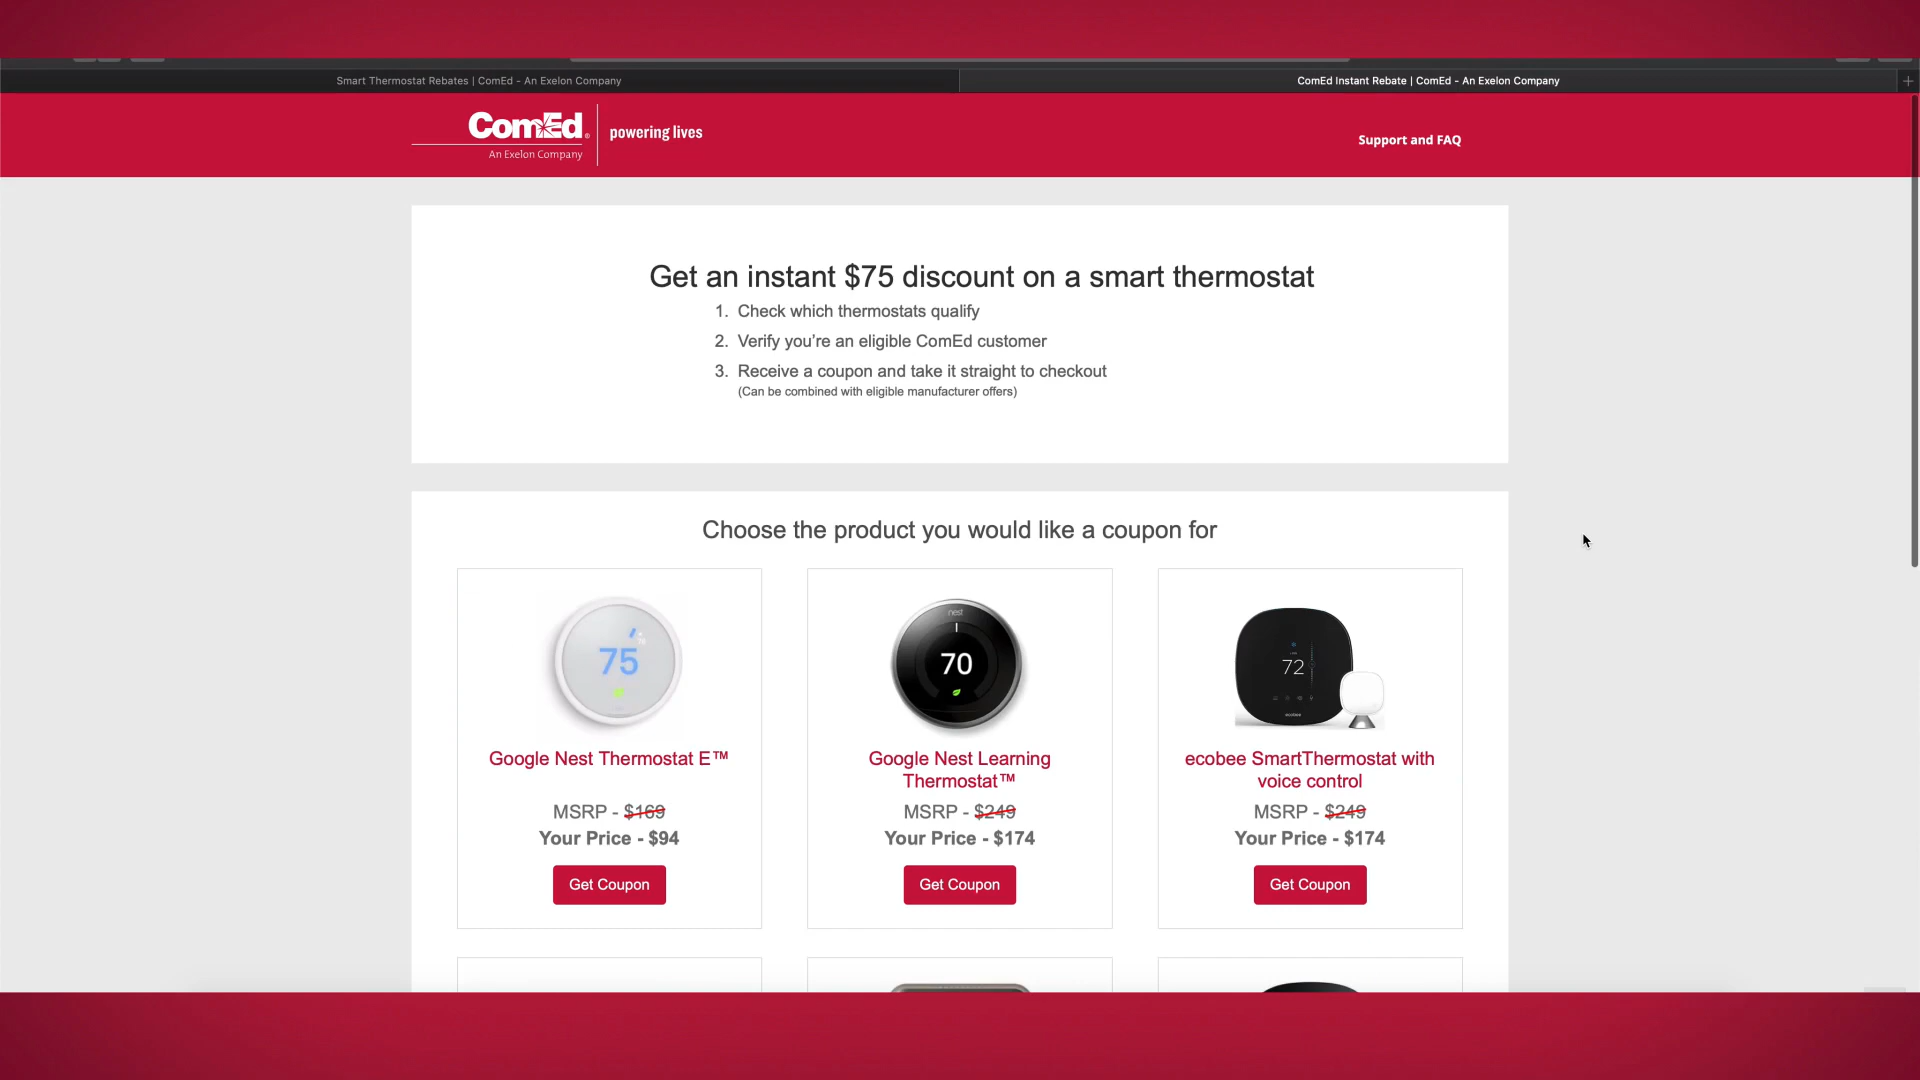 Smart Thermostat Rebates | ComEd - An Exelon Company
ComEd Instant Rebate | ComEd - An Exelon Company
ComEd®
An Exelon Company
powering lives
Support and FAQ
Get an instant $75 discount on a smart thermostat
1. Check which thermostats qualify
2. Verify you're an eligible ComEd customer
3. Receive a coupon and take it straight to checkout
(Can be combined with eligible manufacturer offers)
Choose the product you would like a coupon for
75
Google Nest Thermostat E™
MSRP - $169
Your Price - $94
Get Coupon
nest
70
Google Nest Learning
Thermostat™
MSRP - $249
Your Price - $174
Get Coupon
72
ecobee
ecobee SmartThermostat with
voice control
MSRP - $249
Your Price - $174
Get Coupon